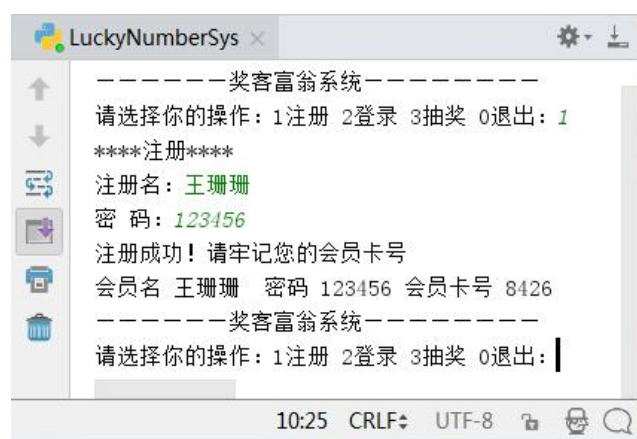 LuckyNumberSys
——————奖客富翁系统————————
请选择你的操作：1注册 2登录 3抽奖 0退出：1
****注册****
注册名：王珊珊
密 码：123456
注册成功！请牢记您的会员卡号
会员名 王珊珊  密码 123456 会员卡号 8426
——————奖客富翁系统————————
请选择你的操作：1注册 2登录 3抽奖 0退出：
10:25 CRLF UTF-8